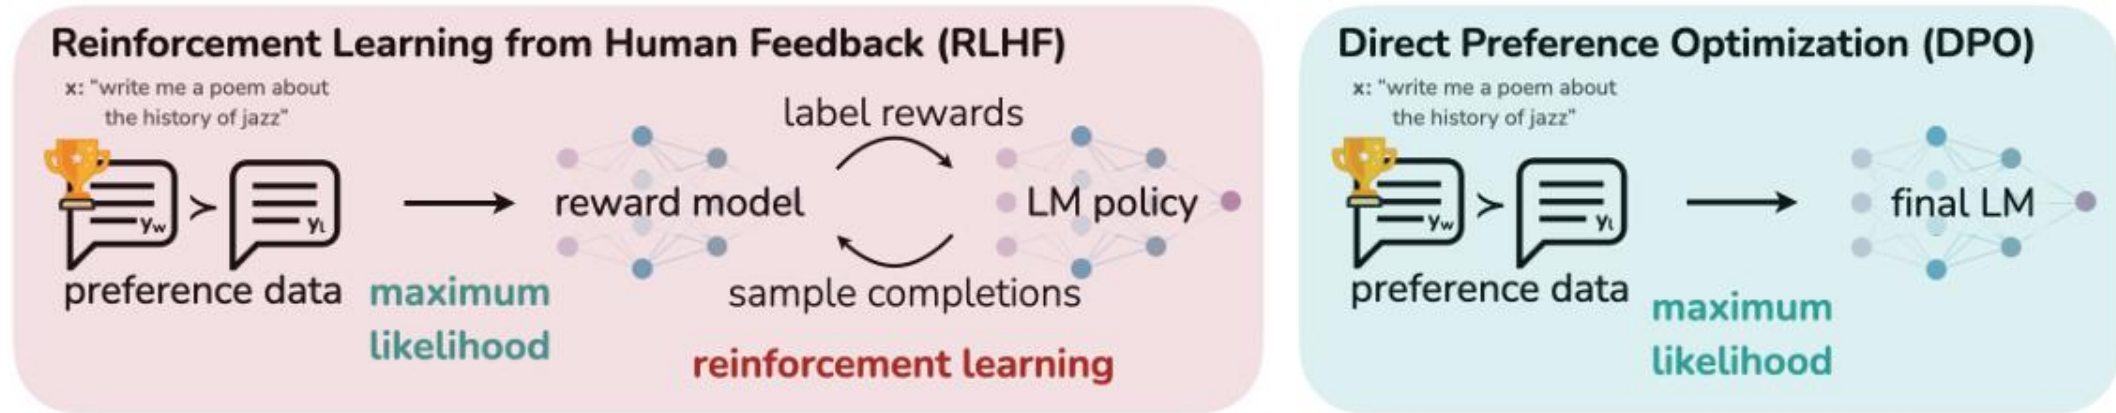 Reinforcement Learning from Human Feedback (RLHF)
x: "write me a poem about
the history of jazz"
label rewards
yw
>
yl
reward model
LM policy
preference data
maximum
likelihood
sample completions
reinforcement learning
Direct Preference Optimization (DPO)
x: "write me a poem about
the history of jazz"
yw
>
yl
final LM
preference data
maximum
likelihood